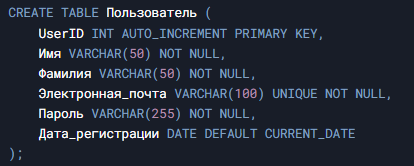 CREATE TABLE Пользователь (
    UserID INT AUTO_INCREMENT PRIMARY KEY,
    Имя VARCHAR(50) NOT NULL,
    Фамилия VARCHAR(50) NOT NULL,
    Электронная_почта VARCHAR(100) UNIQUE NOT NULL,
    Пароль VARCHAR(255) NOT NULL,
    Дата_регистрации DATE DEFAULT CURRENT_DATE
);